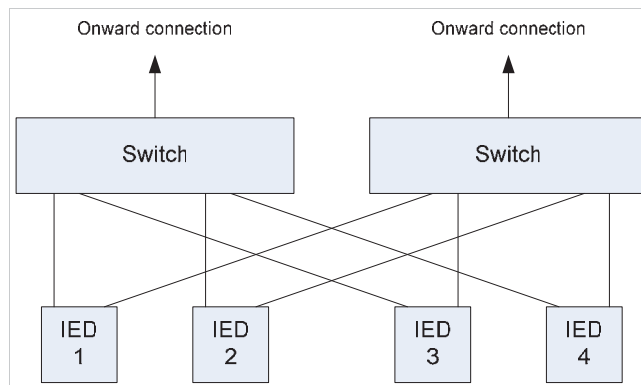 Onward connection
Onward connection
Switch
Switch
IED
1
IED
2
IED
3
IED
4